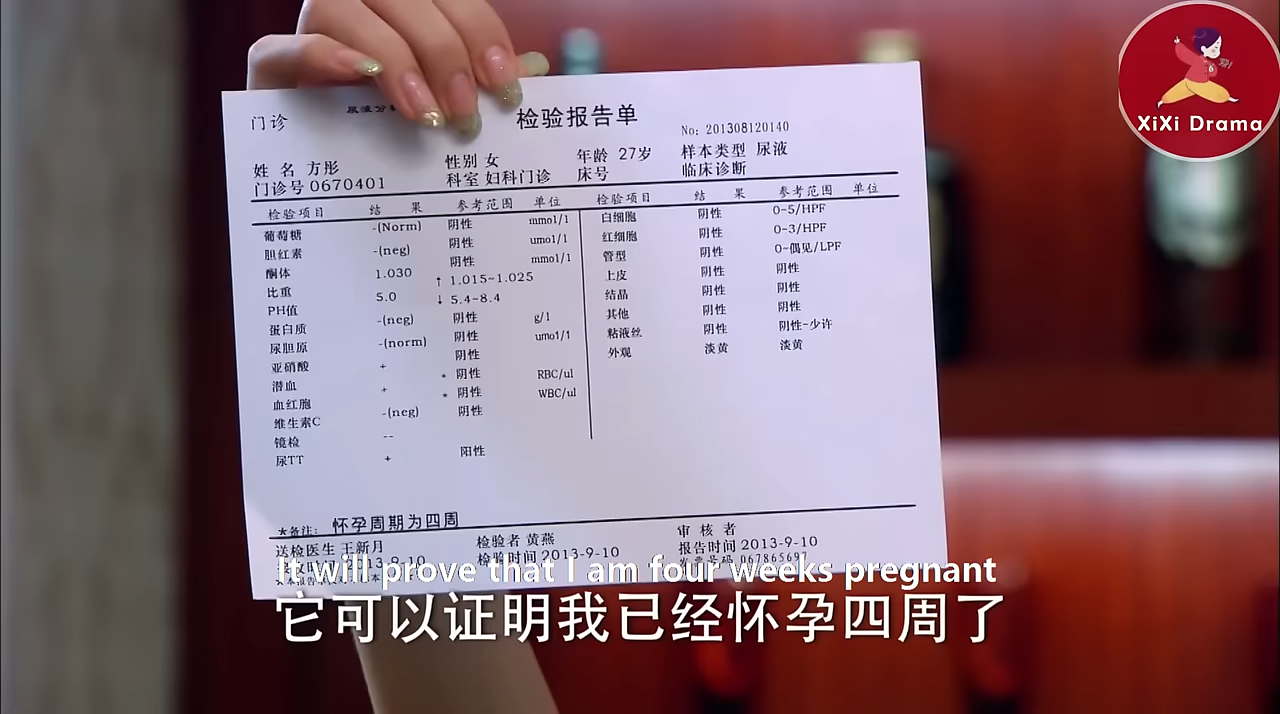 XiXi Drama
门诊
检验报告单
No: 201308120140
姓 名 方彤 性别 女 年龄 27岁 样本类型 尿液
门诊号 0670401 科室 妇科门诊 床号 临床诊断
检验项目 结 果 参考范围 单位
葡萄糖 -(Norm) 阴性 mmol/l
胆红素 -(neg) 阴性 umol/l
酮体 阴性 mmol/l
比重 1.030 ↑ 1.015~1.025
PH值 5.0 ↓ 5.4~8.4
蛋白质 -(neg) 阴性 g/l
尿胆原 -(norm) 阴性 umol/l
亚硝酸 阴性
潜血 + * 阴性 RBC/ul
血红胞 + * 阴性 WBC/ul
维生素C -(neg) 阴性
镜检 --
尿TT + 阳性
检验项目 结 果 参考范围 单位
白细胞 阴性 0-5/HPF
红细胞 阴性 0-3/HPF
管型 阴性 0~偶见/LPF
上皮 阴性 阴性
结晶 阴性 阴性
其他 阴性 阴性
粘液丝 阴性 阴性-少许
外观 淡黄 淡黄
★备注: 怀孕周期为四周
送检医生 王新月 检验者 黄燕 审 核 者
2013-9-10 检验时间 2013-9-10 报告时间 2013-9-10
067865697
It will prove that I am four weeks pregnant
它可以证明我已经怀孕四周了